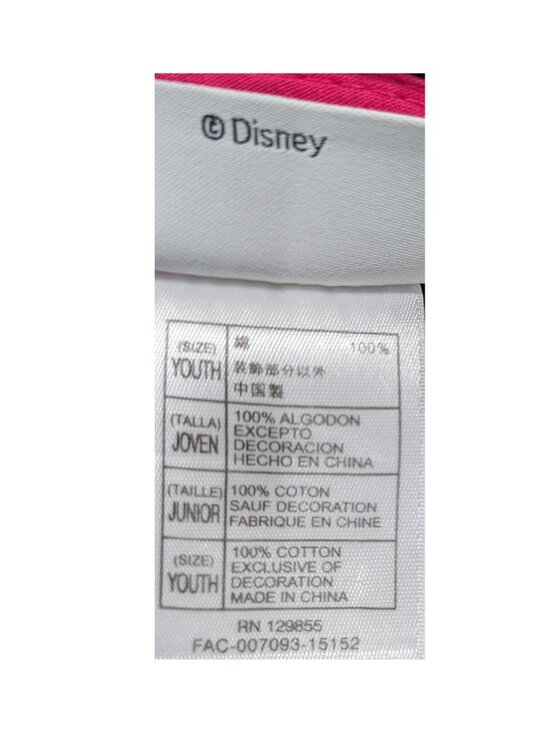 © Disney
(SIZE)
YOUTH
綿 100%
装飾部分以外
中国製
(TALLA)
JOVEN
100% ALGODON
EXCEPTO
DECORACION
HECHO EN CHINA
(TAILLE)
JUNIOR
100% COTON
SAUF DECORATION
FABRIQUE EN CHINE
(SIZE)
YOUTH
100% COTTON
EXCLUSIVE OF
DECORATION
MADE IN CHINA
RN 129855
FAC-007093-15152